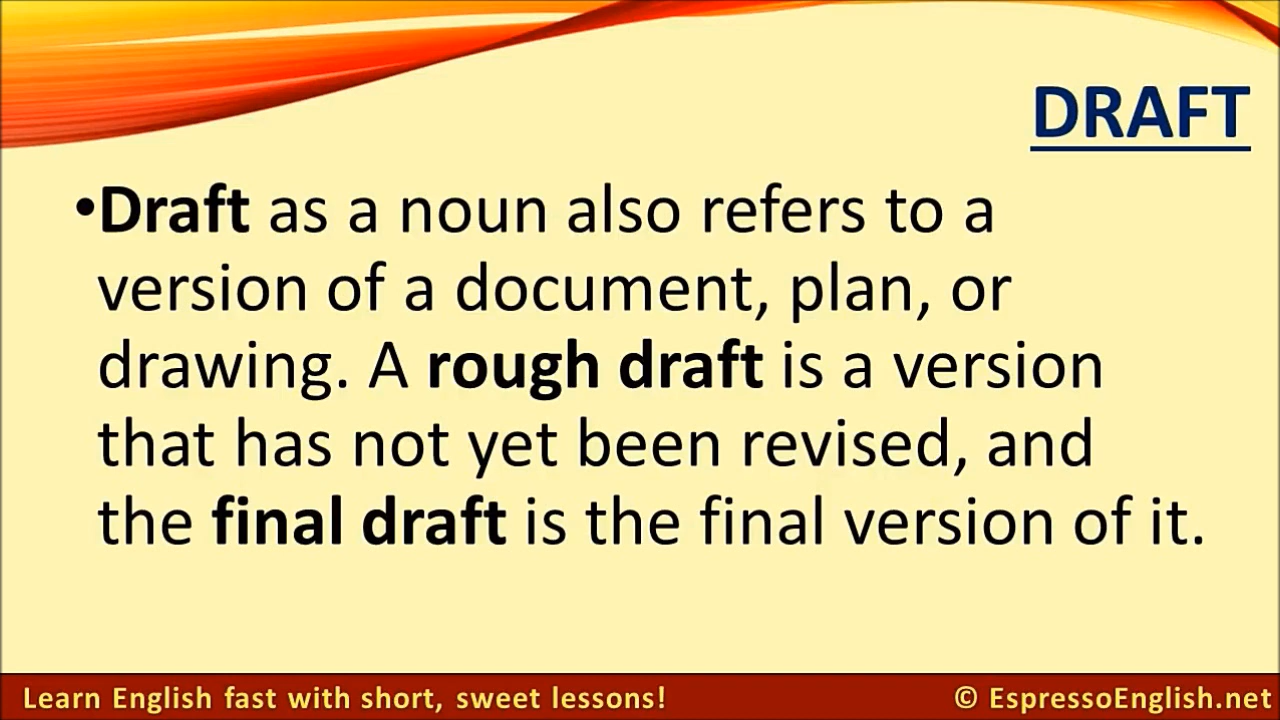 DRAFT
•Draft as a noun also refers to a
version of a document, plan, or
drawing. A rough draft is a version
that has not yet been revised, and
the final draft is the final version of it.
Learn English fast with short, sweet lessons!
© EspressoEnglish.net